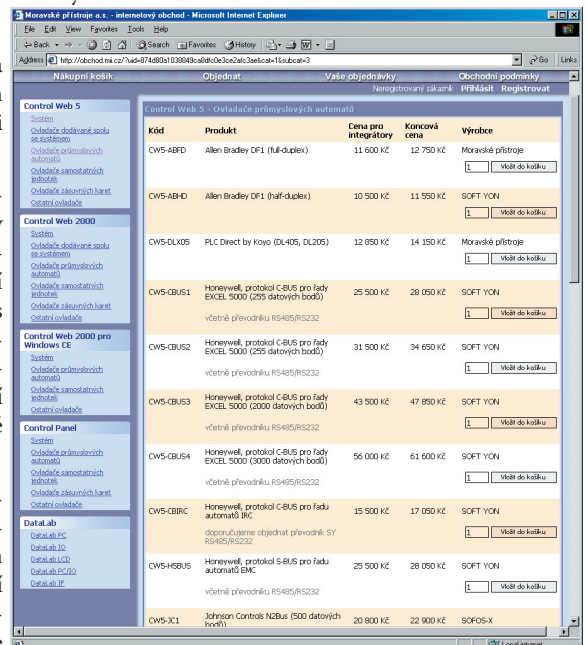 Moravské přístroje a.s. - internetový obchod - Microsoft Internet Explorer
File Edit View Favorites Tools Help
Back Search Favorites History
Address http://obchod.mii.cz/?uid=874d80a1038849ca8dfc0e3ce2afc3ae&cat=1&subcat=3 Go Links
Nákupní košík Objednat Vaše objednávky Obchodní podmínky
Neregistrovaný zákazník Přihlásit Registrovat
Control Web 5
Systém
Ovladače dodávané spolu
se systémem
Ovladače průmyslových
automatů
Ovladače samostatných
jednotek
Ovladače zásuvných karet
Ostatní ovladače
Control Web 2000
Systém
Ovladače dodávané spolu
se systémem
Ovladače průmyslových
automatů
Ovladače samostatných
jednotek
Ovladače zásuvných karet
Ostatní ovladače
Control Web 2000 pro
Windows CE
Systém
Ovladače průmyslových
automatů
Ovladače samostatných
jednotek
Ostatní ovladače
Control Panel
Systém
Ovladače průmyslových
automatů
Ovladače samostatných
jednotek
Ovladače zásuvných karet
Ostatní ovladače
DataLab
DataLab PC
DataLab IO
DataLab LCD
DataLab PC/IO
DataLab IF
Control Web 5 - Ovladače průmyslových automatů
Kód Produkt Cena pro integrátory Koncová cena Výrobce
CW5-ABFD Allen Bradley DF1 (full-duplex) 11 600 Kč 12 750 Kč Moravské přístroje
1 Vložit do košíku
CW5-ABHD Allen Bradley DF1 (half-duplex) 10 500 Kč 11 550 Kč SOFT YON
1 Vložit do košíku
CW5-DLX05 PLC Direct by Koyo (DL405, DL205) 12 850 Kč 14 150 Kč Moravské přístroje
1 Vložit do košíku
CW5-CBUS1 Honeywell, protokol C-BUS pro řady EXCEL 5000 (255 datových bodů) 25 500 Kč 28 050 Kč SOFT YON
včetně převodníku RS485/RS232
1 Vložit do košíku
CW5-CBUS2 Honeywell, protokol C-BUS pro řady EXCEL 5000 (255 datových bodů) 31 500 Kč 34 650 Kč SOFT YON
včetně převodníku RS485/RS232
1 Vložit do košíku
CW5-CBUS3 Honeywell, protokol C-BUS pro řady EXCEL 5000 (2000 datových bodů) 43 500 Kč 47 850 Kč SOFT YON
včetně převodníku RS485/RS232
1 Vložit do košíku
CW5-CBUS4 Honeywell, protokol C-BUS pro řady EXCEL 5000 (3000 datových bodů) 56 000 Kč 61 600 Kč SOFT YON
včetně převodníku RS485/RS232
1 Vložit do košíku
CW5-CBIRC Honeywell, protokol C-BUS pro řadu automatů IRC 15 500 Kč 17 050 Kč SOFT YON
doporučujeme objednat převodník SY RS485/RS232
1 Vložit do košíku
CW5-HSBUS Honeywell, protokol S-BUS pro řadu automatů EMC 25 500 Kč 28 050 Kč SOFT YON
včetně převodníku RS485/RS232
1 Vložit do košíku
CW5-JC1 Johnson Controls N2Bus (500 datových bodů) 20 800 Kč 22 900 Kč SOFOS-X
Local intranet